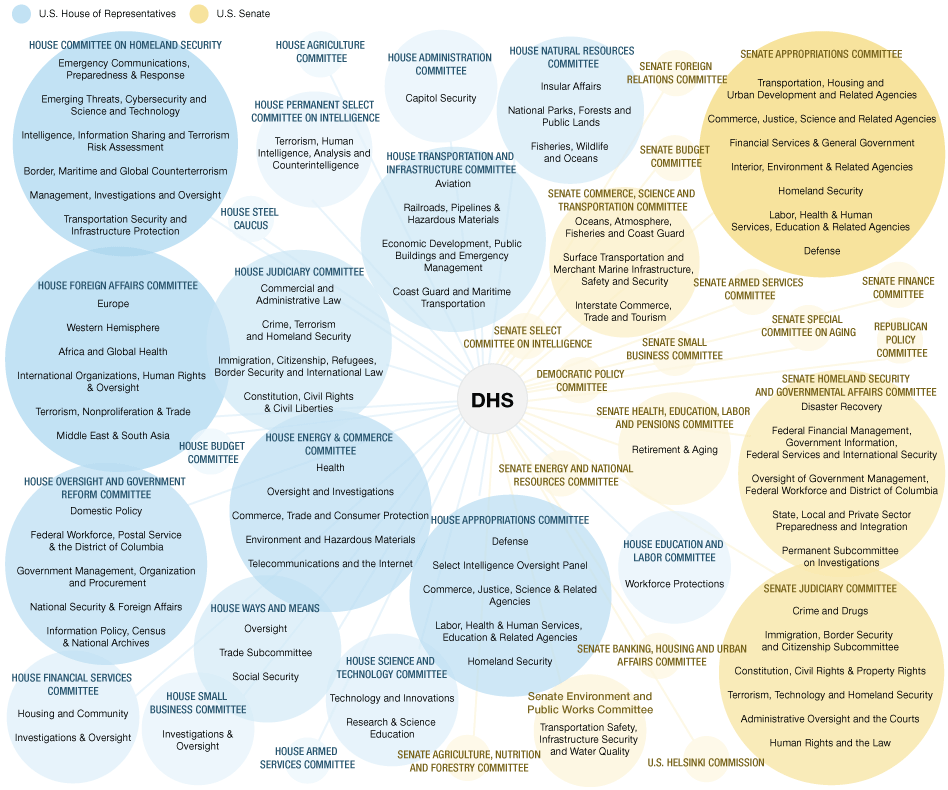 U.S. House of Representatives
U.S. Senate
HOUSE COMMITTEE ON HOMELAND SECURITY
Emergency Communications,
Preparedness & Response
Emerging Threats, Cybersecurity and
Science and Technology
Intelligence, Information Sharing and Terrorism
Risk Assessment
Border, Maritime and Global Counterterrorism
Management, Investigations and Oversight
Transportation Security and
Infrastructure Protection
HOUSE AGRICULTURE
COMMITTEE
HOUSE PERMANENT SELECT
COMMITTEE ON INTELLIGENCE
Terrorism, Human
Intelligence, Analysis and
Counterintelligence
HOUSE ADMINISTRATION
COMMITTEE
Capitol Security
HOUSE NATURAL RESOURCES
COMMITTEE
Insular Affairs
National Parks, Forests and
Public Lands
Fisheries, Wildlife
and Oceans
SENATE FOREIGN
RELATIONS COMMITTEE
SENATE BUDGET
COMMITTEE
SENATE APPROPRIATIONS COMMITTEE
Transportation, Housing and
Urban Development and Related Agencies
Commerce, Justice, Science and Related Agencies
Financial Services & General Government
Interior, Environment & Related Agencies
Homeland Security
Labor, Health & Human
Services, Education & Related Agencies
Defense
HOUSE STEEL
CAUCUS
HOUSE TRANSPORTATION AND
INFRASTRUCTURE COMMITTEE
Aviation
Railroads, Pipelines &
Hazardous Materials
Economic Development, Public
Buildings and Emergency
Management
Coast Guard and Maritime
Transportation
SENATE COMMERCE, SCIENCE AND
TRANSPORTATION COMMITTEE
Oceans, Atmosphere,
Fisheries and Coast Guard
Surface Transportation and
Merchant Marine Infrastructure,
Safety and Security
Interstate Commerce,
Trade and Tourism
HOUSE FOREIGN AFFAIRS COMMITTEE
Europe
Western Hemisphere
Africa and Global Health
International Organizations, Human Rights
& Oversight
Terrorism, Nonproliferation & Trade
Middle East & South Asia
HOUSE JUDICIARY COMMITTEE
Commercial and
Administrative Law
Crime, Terrorism
and Homeland Security
Immigration, Citizenship, Refugees,
Border Security and International Law
Constitution, Civil Rights
& Civil Liberties
SENATE ARMED SERVICES
COMMITTEE
SENATE FINANCE
COMMITTEE
SENATE SPECIAL
COMMITTEE ON AGING
REPUBLICAN
POLICY
COMMITTEE
SENATE SELECT
COMMITTEE ON INTELLIGENCE
SENATE SMALL
BUSINESS COMMITTEE
DEMOCRATIC POLICY
COMMITTEE
DHS
SENATE HOMELAND SECURITY
AND GOVERNMENTAL AFFAIRS COMMITTEE
Disaster Recovery
Federal Financial Management,
Government Information,
Federal Services and International Security
Oversight of Government Management,
Federal Workforce and District of Columbia
State, Local and Private Sector
Preparedness and Integration
Permanent Subcommittee
on Investigations
SENATE HEALTH, EDUCATION, LABOR
AND PENSIONS COMMITTEE
Retirement & Aging
HOUSE BUDGET
COMMITTEE
HOUSE ENERGY & COMMERCE
COMMITTEE
Health
Oversight and Investigations
Commerce, Trade and Consumer Protection
Environment and Hazardous Materials
Telecommunications and the Internet
SENATE ENERGY AND NATIONAL
RESOURCES COMMITTEE
HOUSE OVERSIGHT AND GOVERNMENT
REFORM COMMITTEE
Domestic Policy
Federal Workforce, Postal Service
& the District of Columbia
Government Management, Organization
and Procurement
National Security & Foreign Affairs
Information Policy, Census
& National Archives
HOUSE APPROPRIATIONS COMMITTEE
Defense
Select Intelligence Oversight Panel
Commerce, Justice, Science & Related
Agencies
Labor, Health & Human Services,
Education & Related Agencies
Homeland Security
HOUSE EDUCATION AND
LABOR COMMITTEE
Workforce Protections
SENATE JUDICIARY COMMITTEE
Crime and Drugs
Immigration, Border Security
and Citizenship Subcommittee
Constitution, Civil Rights & Property Rights
Terrorism, Technology and Homeland Security
Administrative Oversight and the Courts
Human Rights and the Law
HOUSE WAYS AND MEANS
Oversight
Trade Subcommittee
Social Security
HOUSE FINANCIAL SERVICES
COMMITTEE
Housing and Community
Investigations & Oversight
HOUSE SMALL
BUSINESS COMMITTEE
Investigations &
Oversight
HOUSE SCIENCE AND
TECHNOLOGY COMMITTEE
Technology and Innovations
Research & Science
Education
HOUSE ARMED
SERVICES COMMITTEE
SENATE BANKING, HOUSING AND URBAN
AFFAIRS COMMITTEE
Senate Environment and
Public Works Committee
Transportation Safety,
Infrastructure Security
and Water Quality
SENATE AGRICULTURE, NUTRITION
AND FORESTRY COMMITTEE
U.S. HELSINKI COMMISSION